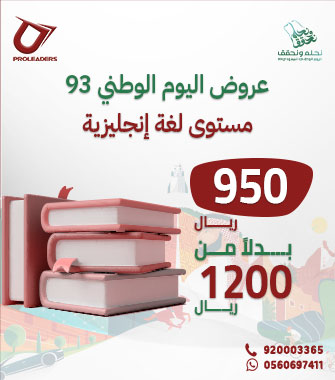 PROLEADERS
نحلم ونحقق
عروض اليوم الوطني 93
مستوى لغة إنجليزية
950
ريال
بدلاً من
1200
ريال
920003365
0560697411